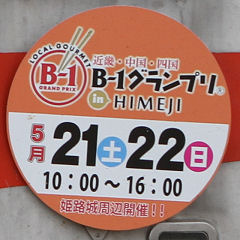 LOCAL GOURMET
B-1
GRAND PRIX
近畿・中国・四国
B-1グランプリ®
in HIMEJI
5月 21土 22日
10:00〜16:00
姫路城周辺開催!!